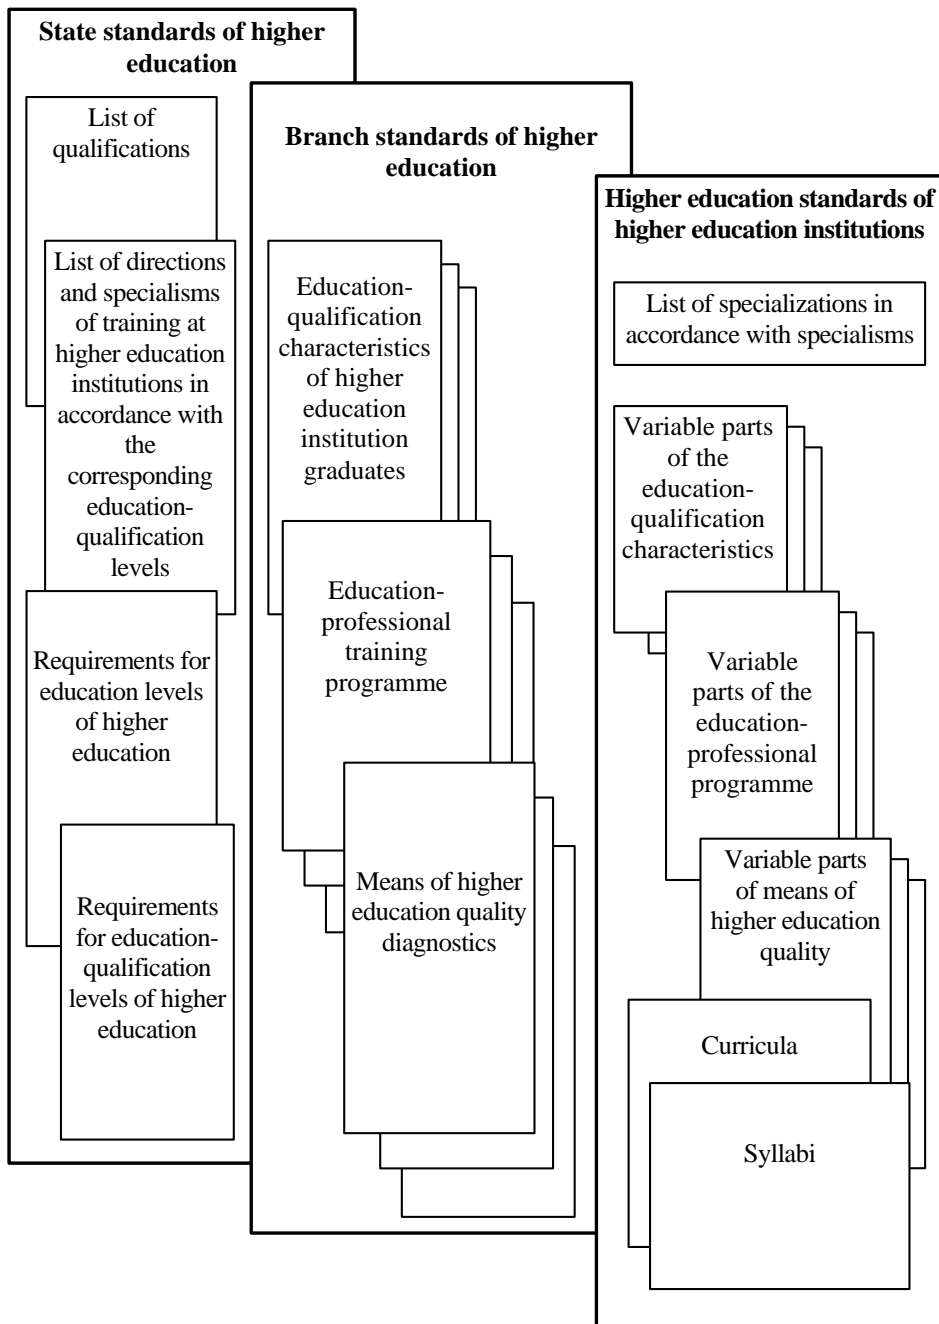 State standards of higher
education
List of
qualifications
List of directions
and specialisms
of training at
higher education
institutions in
accordance with
the
corresponding
education-
qualification
levels
Requirements for
education levels
of higher
education
Requirements
for education-
qualification
levels of higher
education
Branch standards of higher
education
Education-
qualification
characteristics
of higher
education
institution
graduates
Education-
professional
training
programme
Means of higher
education quality
diagnostics
Higher education standards of
higher education institutions
List of specializations in
accordance with specialisms
Variable parts
of the
education-
qualification
characteristics
Variable
parts of the
education-
professional
programme
Variable parts
of means of
higher education
quality
Curricula
Syllabi